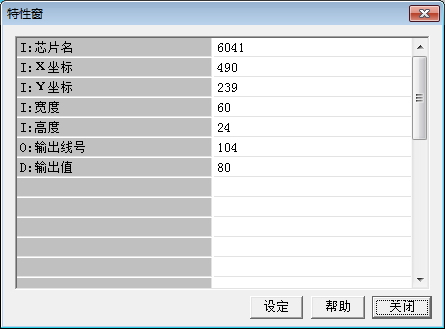 特性窗
I:芯片名 6041
I:X坐标 490
I:Y坐标 239
I:宽度 60
I:高度 24
O:输出线号 104
D:输出值 80
设定 帮助 关闭